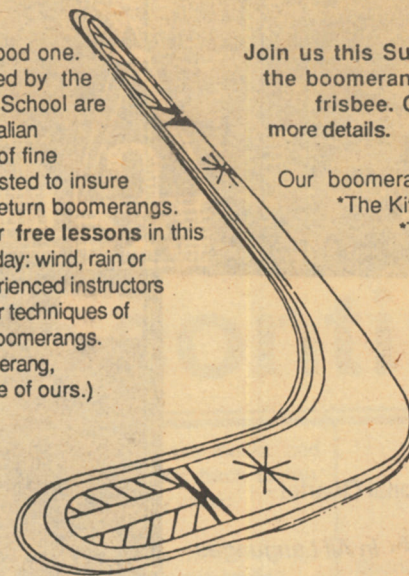 ood one.
ed by the
School are
alian
of fine
sted to insure
eturn boomerangs.
r free lessons in this
day: wind, rain or
rienced instructors
r techniques of
oomerangs.
erang,
e of ours.)
Join us this Su
the boomeran
frisbee. C
more details.
Our boomera
*The Ki